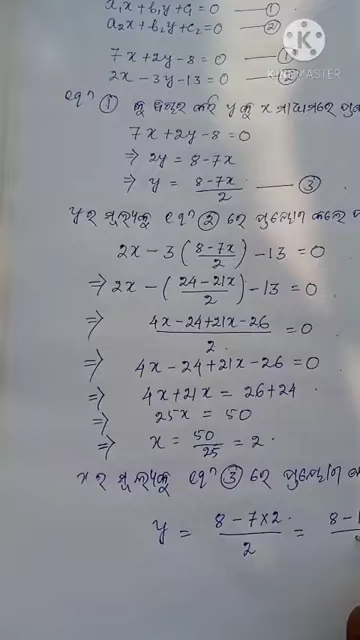 a₁x + b₁y + c₁ = 0 —— ①
a₂x + b₂y + c₂ = 0 —— ②
7x + 2y - 8 = 0 —— ①
2x - 3y - 13 = 0 —— ②
KINEMASTER
eqⁿ ① କୁ ବିଚାର କରି y କୁ x ମାଧ୍ୟମରେ
7x + 2y - 8 = 0
⇒ 2y = 8 - 7x
⇒ y = (8 - 7x)/2 —— ③
y ର ମୂଲ୍ୟକୁ eqⁿ ② ରେ ପ୍ରୟୋଗ କଲେ
2x - 3 ( (8 - 7x)/2 ) - 13 = 0
⇒ 2x - ( (24 - 21x)/2 ) - 13 = 0
⇒ (4x - 24 + 21x - 26)/2 = 0
⇒ 4x - 24 + 21x - 26 = 0
⇒ 4x + 21x = 26 + 24
⇒ 25x = 50
⇒ x = 50/25 = 2
x ର ମୂଲ୍ୟକୁ eqⁿ ③ ରେ ପ୍ରୟୋଗ
y = (8 - 7×2)/2 =